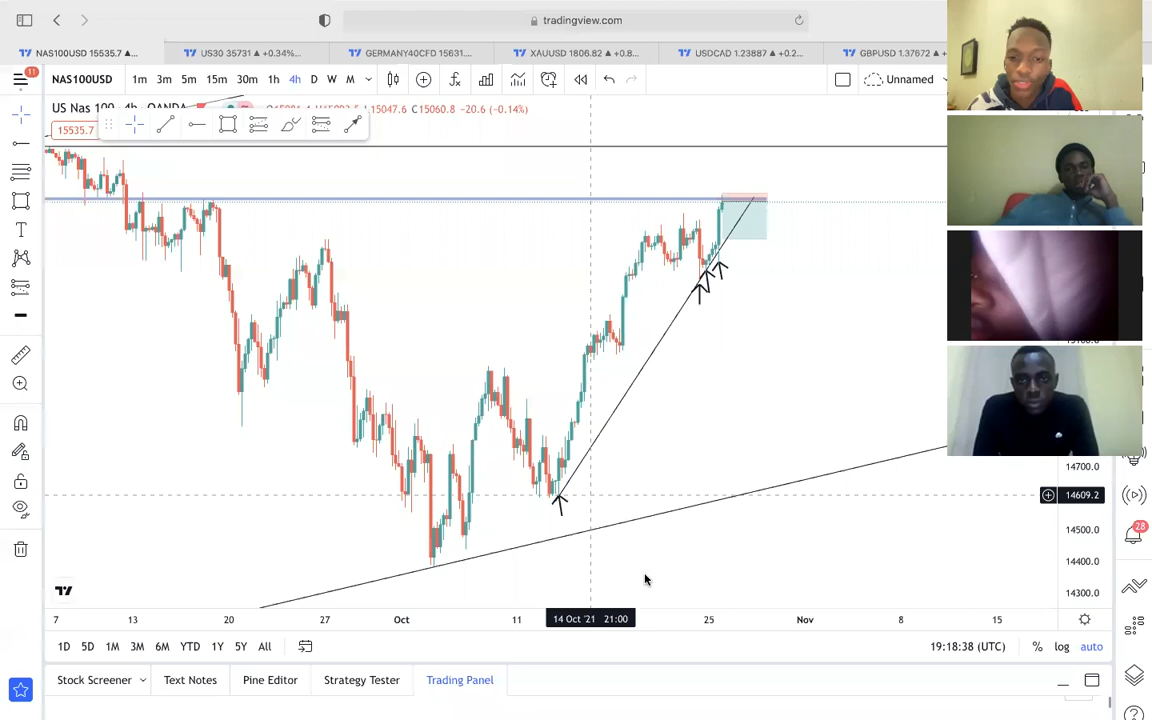 tradingview.com
NAS100USD 15535.7 ▲... US30 35731 ▲ +0.34%... GERMANY40CFD 15631.... XAUUSD 1806.82 ▲ +0.8... USDCAD 1.23887 ▲ +0.2... GBPUSD 1.37672 ▲
11 NAS100USD 1m 3m 5m 15m 30m 1h 4h D W M Unnamed
US Nas 100 · 4h · OANDA 15047.6 C15060.8 −20.6 (−0.14%)
15535.7
14700.0
14609.2
14500.0
28
14400.0
14300.0
7 13 20 27 Oct 11 14 Oct '21 21:00 25 Nov 8 15
1D 5D 1M 3M 6M YTD 1Y 5Y All 19:18:38 (UTC) % log auto
Stock Screener Text Notes Pine Editor Strategy Tester Trading Panel